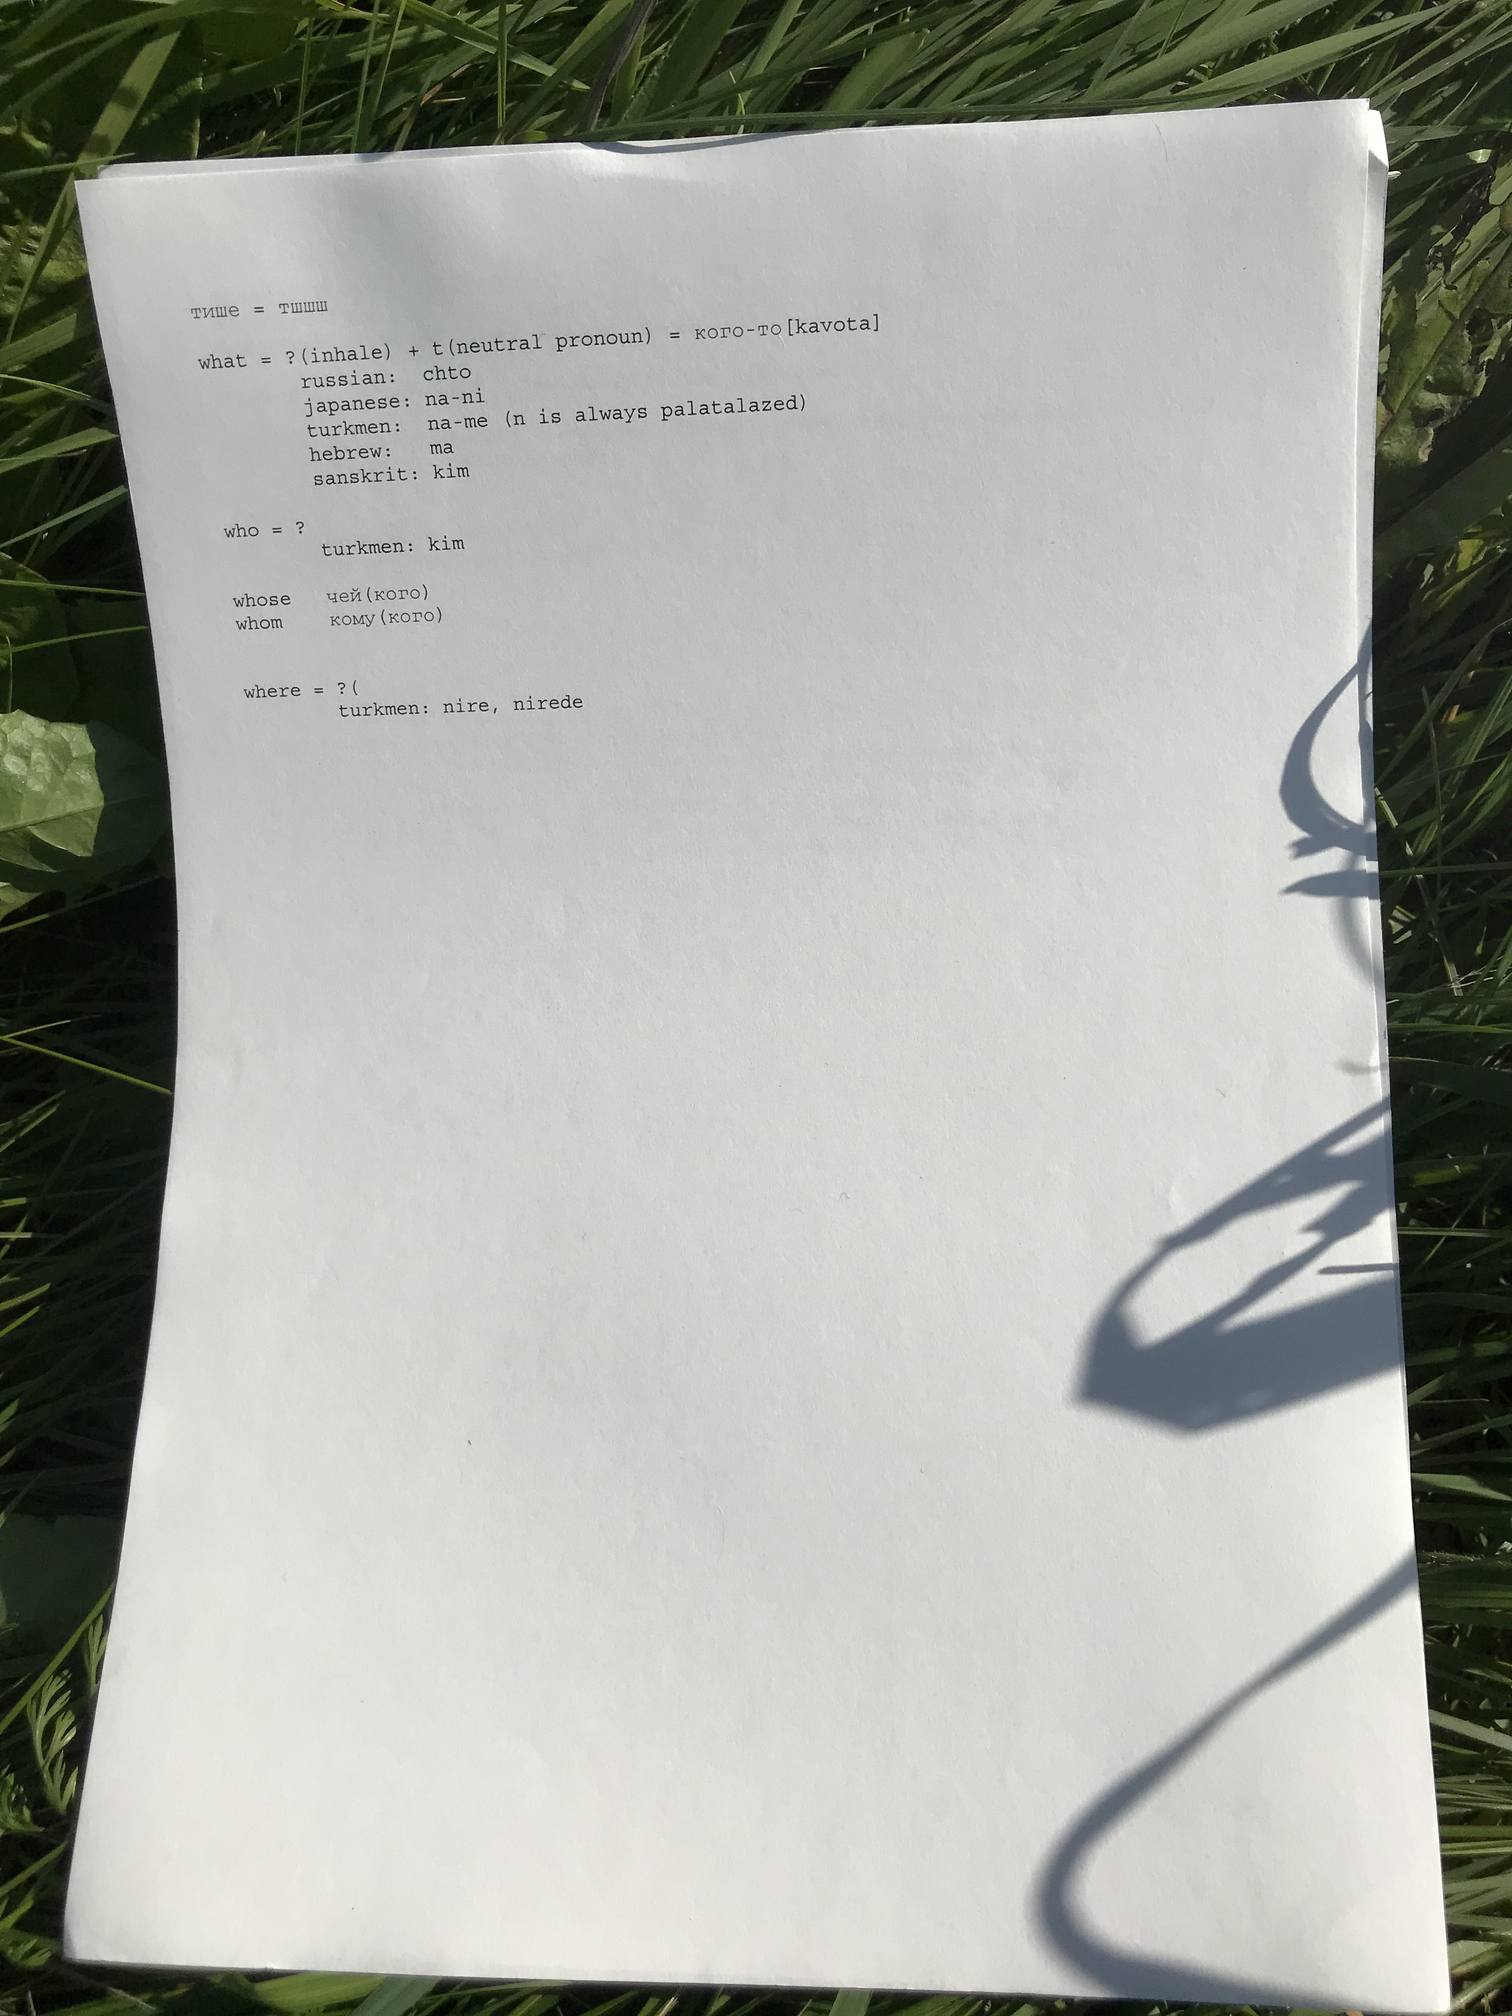 тише = тшшш
what = ?(inhale) + t(neutral pronoun) = кого-то[kavota]
russian: chto
japanese: na-ni
turkmen: na-me (n is always palatalazed)
hebrew: ma
sanskrit: kim
who = ?
turkmen: kim
whose чей(кого)
whom кому(кого)
where = ?(
turkmen: nire, nirede